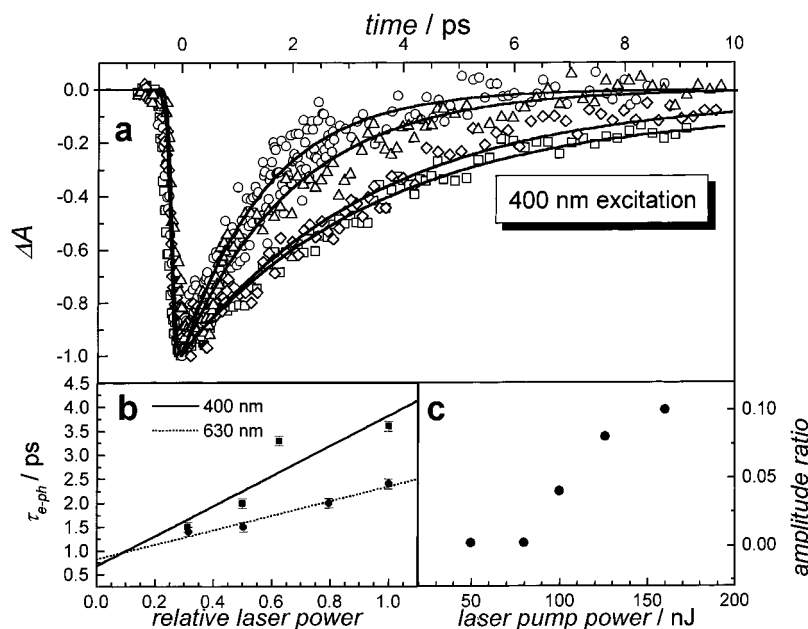 time / ps
0 2 4 6 8 10
0.0
-0.2
-0.4
-0.6
-0.8
-1.0
ΔA
a
400 nm excitation
4.5
4.0
3.5
3.0
2.5
2.0
1.5
1.0
0.5
τe-ph / ps
b
400 nm
630 nm
0.0 0.2 0.4 0.6 0.8 1.0
relative laser power
c
0.10
0.05
0.00
amplitude ratio
50 100 150 200
laser pump power / nJ